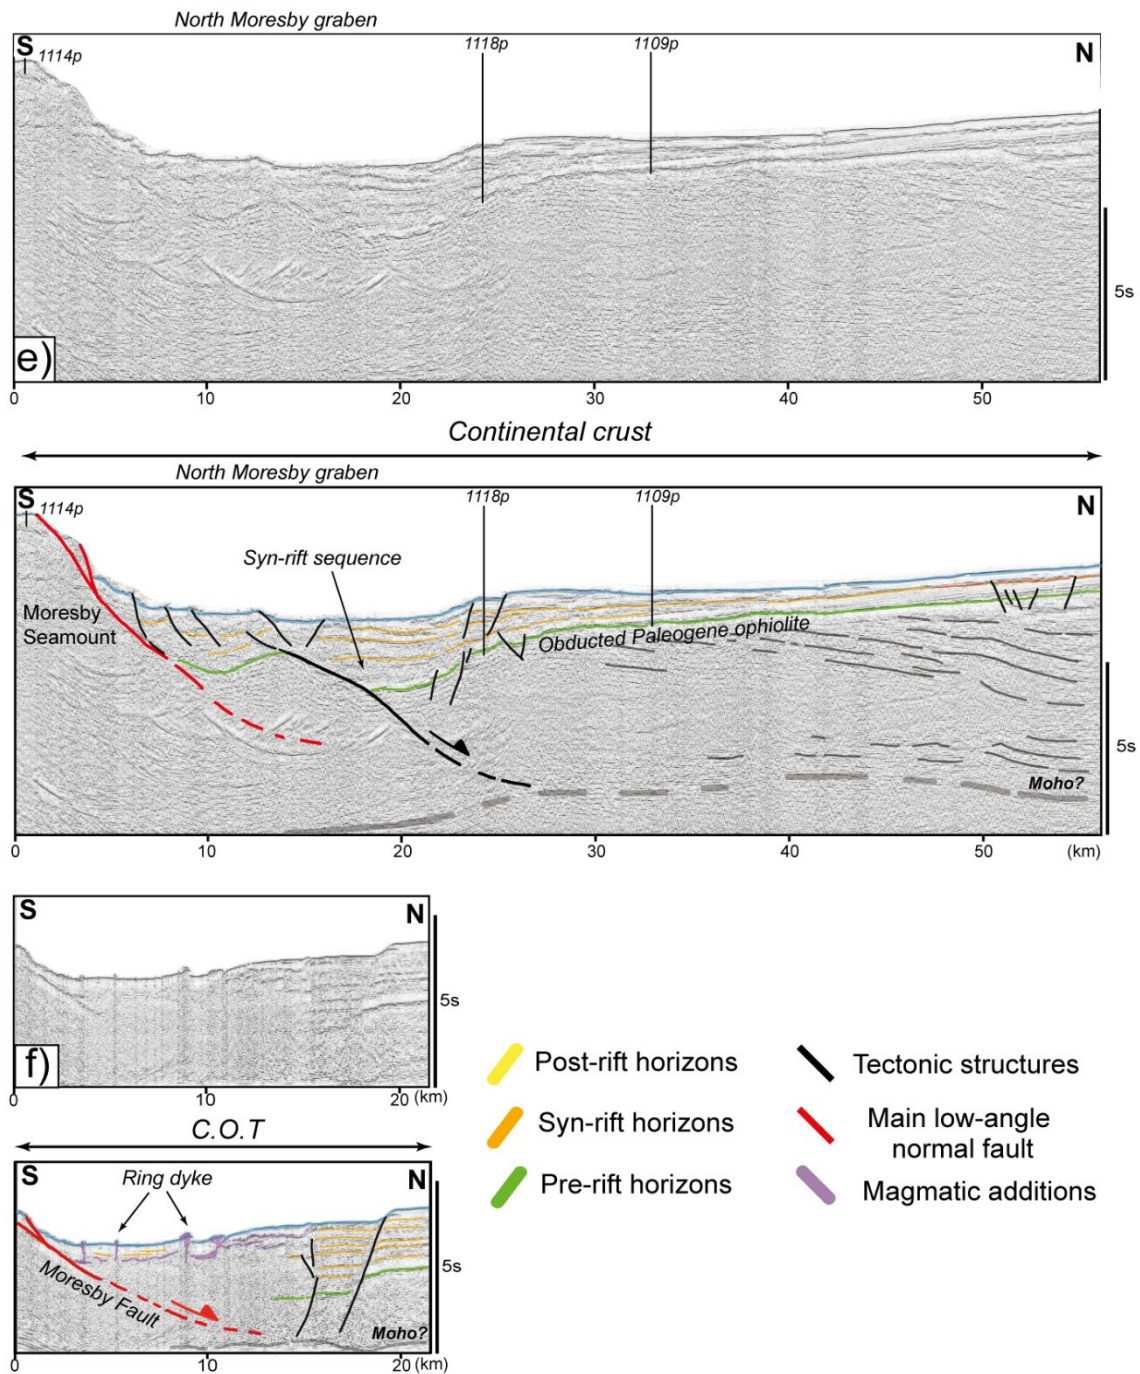 North Moresby graben
S
1114p
1118p
1109p
N
5s
e)
0 10 20 30 40 50
Continental crust
North Moresby graben
S
1114p
1118p
1109p
N
Syn-rift sequence
Moresby
Seamount
Obducted Paleogene ophiolite
5s
Moho?
0 10 20 30 40 50 (km)
S N
5s
f)
0 10 20 (km)
C.O.T
S N
Ring dyke
5s
Moresby Fault
Moho?
0 10 20 (km)
Post-rift horizons
Syn-rift horizons
Pre-rift horizons
Tectonic structures
Main low-angle
normal fault
Magmatic additions